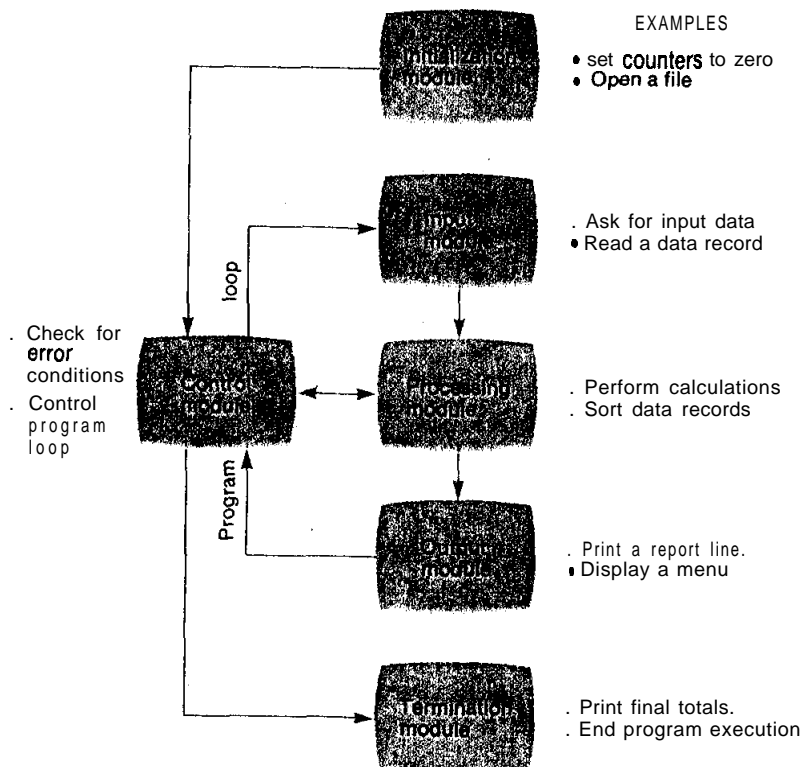 EXAMPLES
Initialization
module
• set counters to zero
• Open a file
Input
module
. Ask for input data
• Read a data record
loop
. Check for
error
conditions
. Control
program
loop
Control
module
Processing
module
. Perform calculations
. Sort data records
Program
Output
module
. Print a report line.
• Display a menu
Termination
module
. Print final totals.
. End program execution